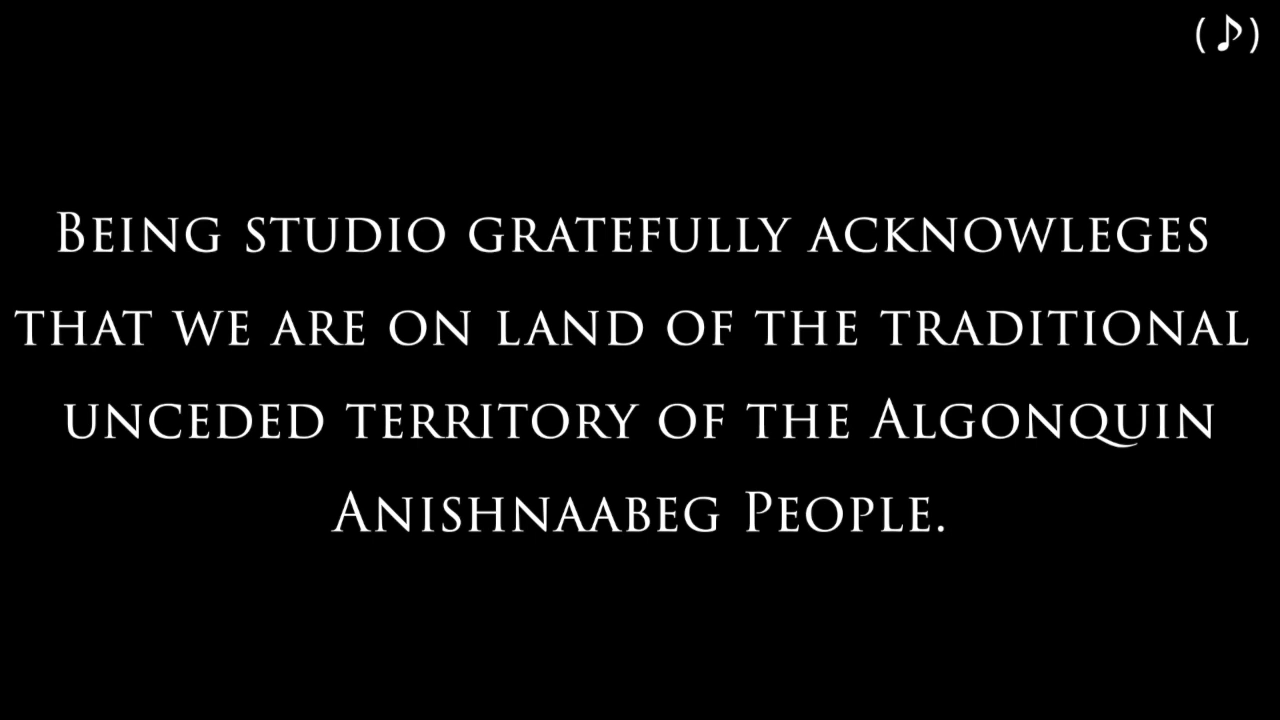 (♪)
Being studio gratefully acknowleges
that we are on land of the traditional
unceded territory of the Algonquin
Anishnaabeg People.